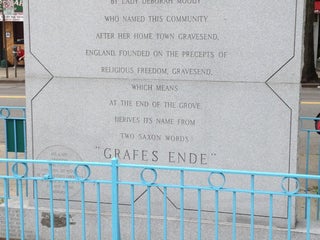 BY LADY DEBORAH MOODY
WHO NAMED THIS COMMUNITY
AFTER HER HOME TOWN GRAVESEND,
ENGLAND. FOUNDED ON THE PRECEPTS OF
RELIGIOUS FREEDOM, GRAVESEND,
WHICH MEANS
AT THE END OF THE GROVE,
DERIVES ITS NAME FROM
TWO SAXON WORDS
"GRAFES ENDE"